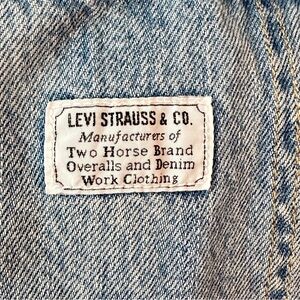 LEVI STRAUSS & CO.
Manufacturers of
Two Horse Brand
Overalls and Denim
Work Clothing